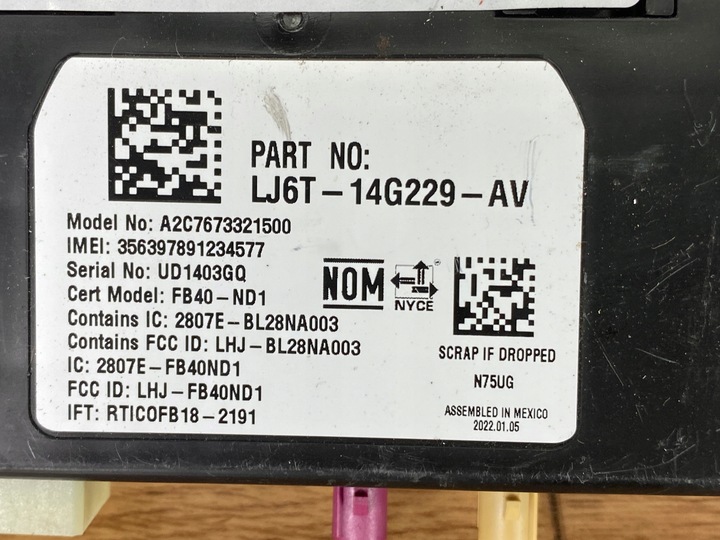 PART NO:
LJ6T-14G229-AV
Model No: A2C7673321500
IMEI: 356397891234577
Serial No: UD1403GQ
Cert Model: FB40-ND1
Contains IC: 2807E-BL28NA003
Contains FCC ID: LHJ-BL28NA003
IC: 2807E-FB40ND1
FCC ID: LHJ-FB40ND1
IFT: RTICOFB18-2191
NOM
NYCE
SCRAP IF DROPPED
N75UG
ASSEMBLED IN MEXICO
2022.01.05